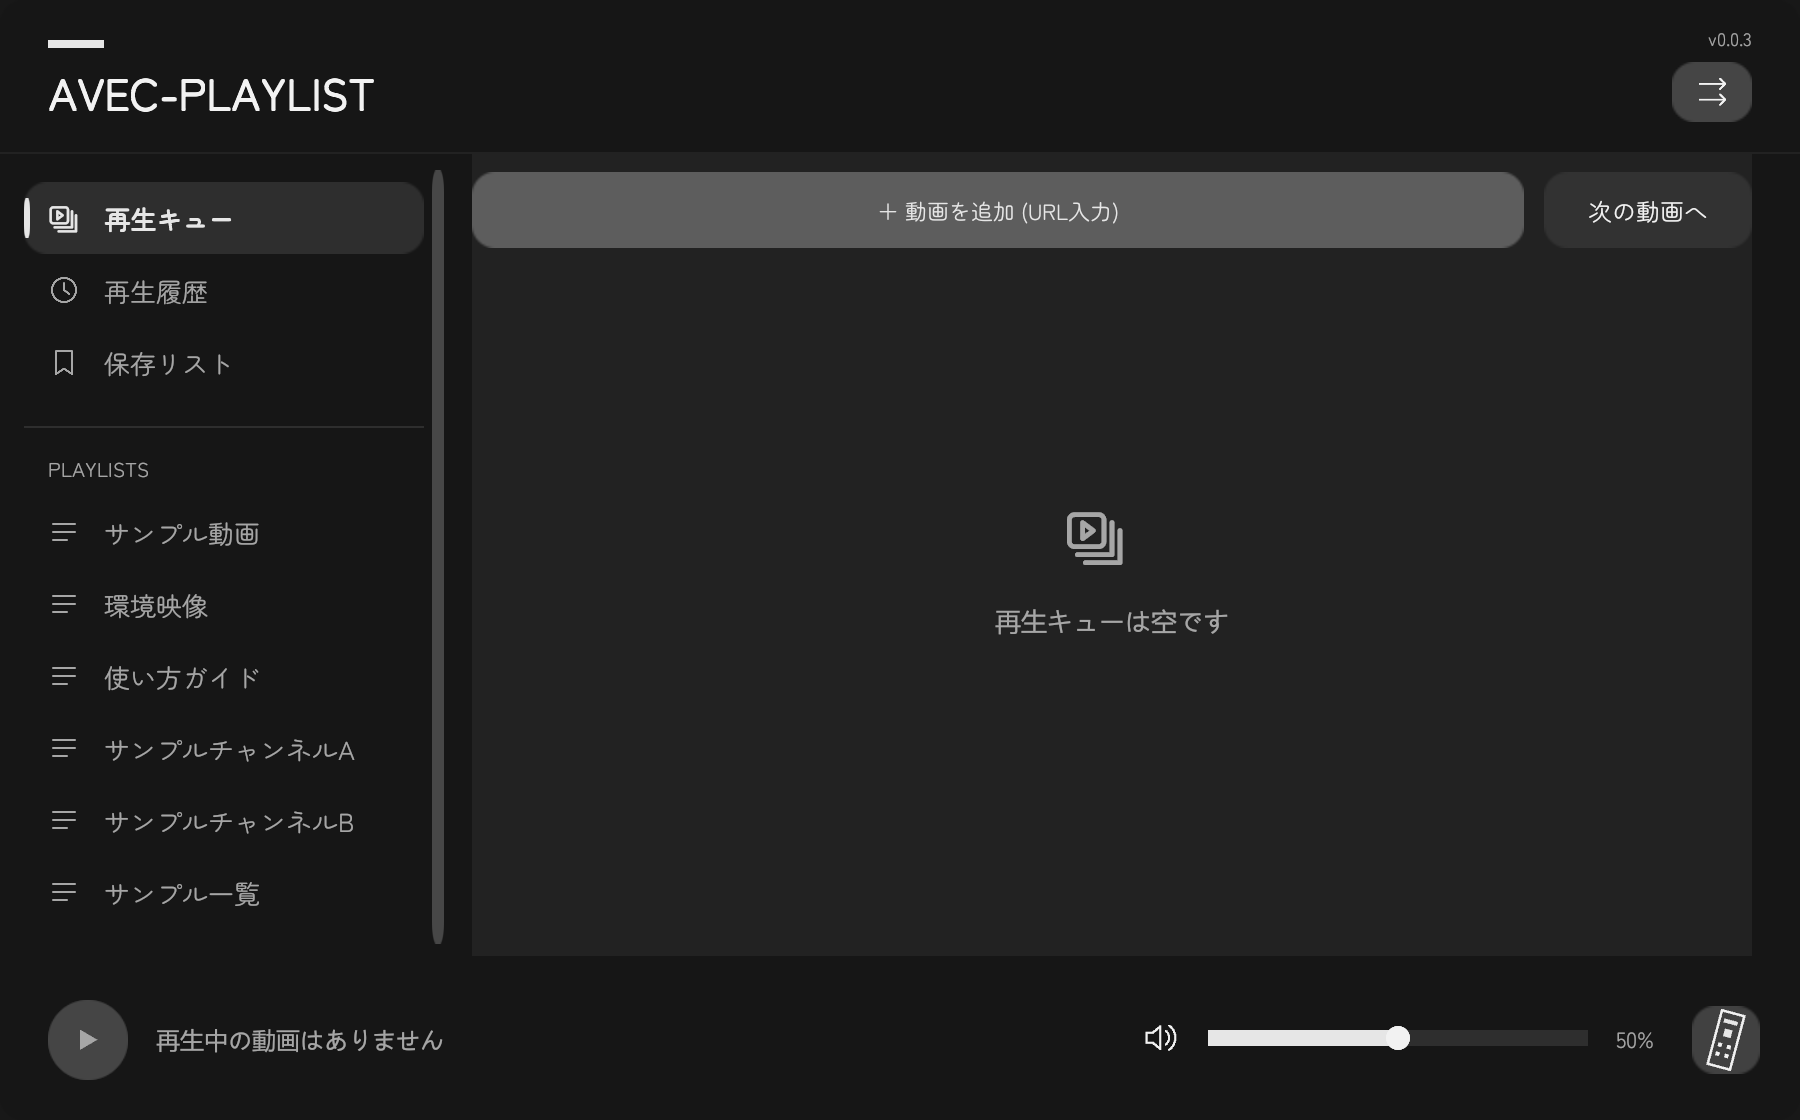 v0.0.3
AVEC-PLAYLIST
再生キュー
再生履歴
保存リスト
PLAYLISTS
サンプル動画
環境映像
使い方ガイド
サンプルチャンネルA
サンプルチャンネルB
サンプル一覧
＋ 動画を追加 (URL入力)
次の動画へ
再生キューは空です
再生中の動画はありません
50%